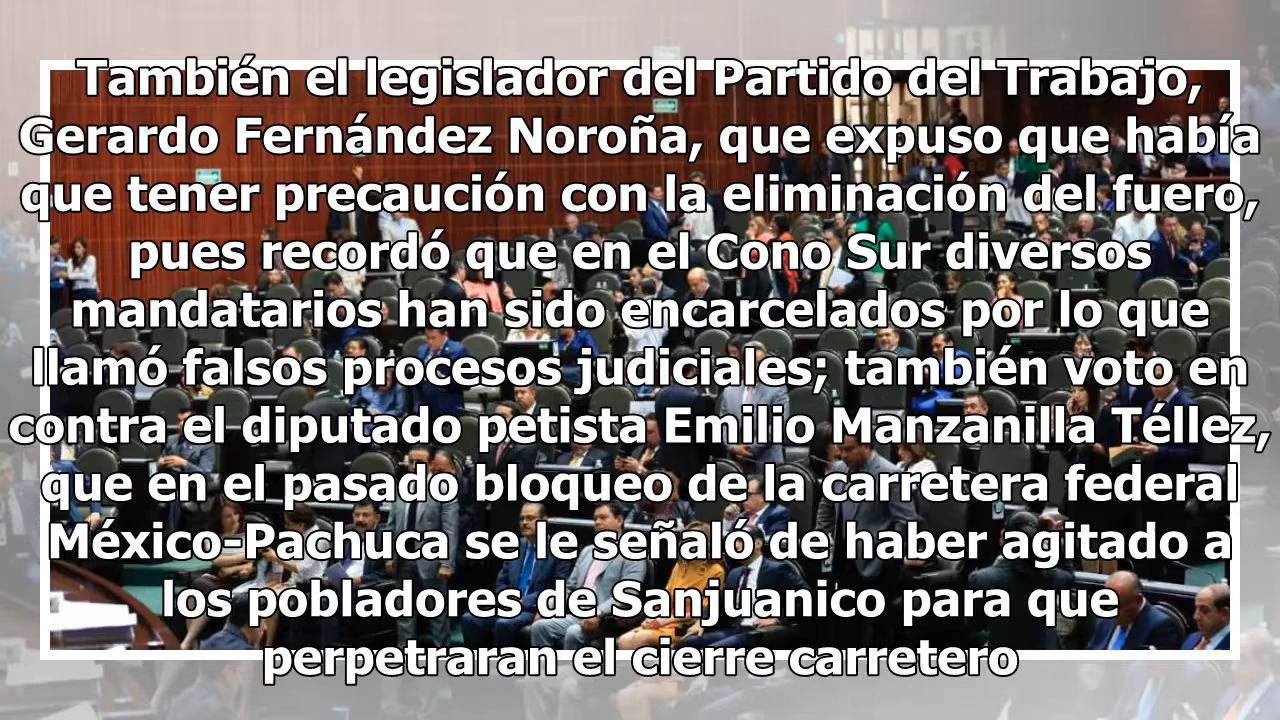 También el legislador del Partido del Trabajo,
Gerardo Fernández Noroña, que expuso que había
que tener precaución con la eliminación del fuero,
pues recordó que en el Cono Sur diversos
mandatarios han sido encarcelados por lo que
llamó falsos procesos judiciales; también voto en
contra el diputado petista Emilio Manzanilla Téllez,
que en el pasado bloqueo de la carretera federal
México-Pachuca se le señaló de haber agitado a
los pobladores de Sanjuanico para que
perpetraran el cierre carretero